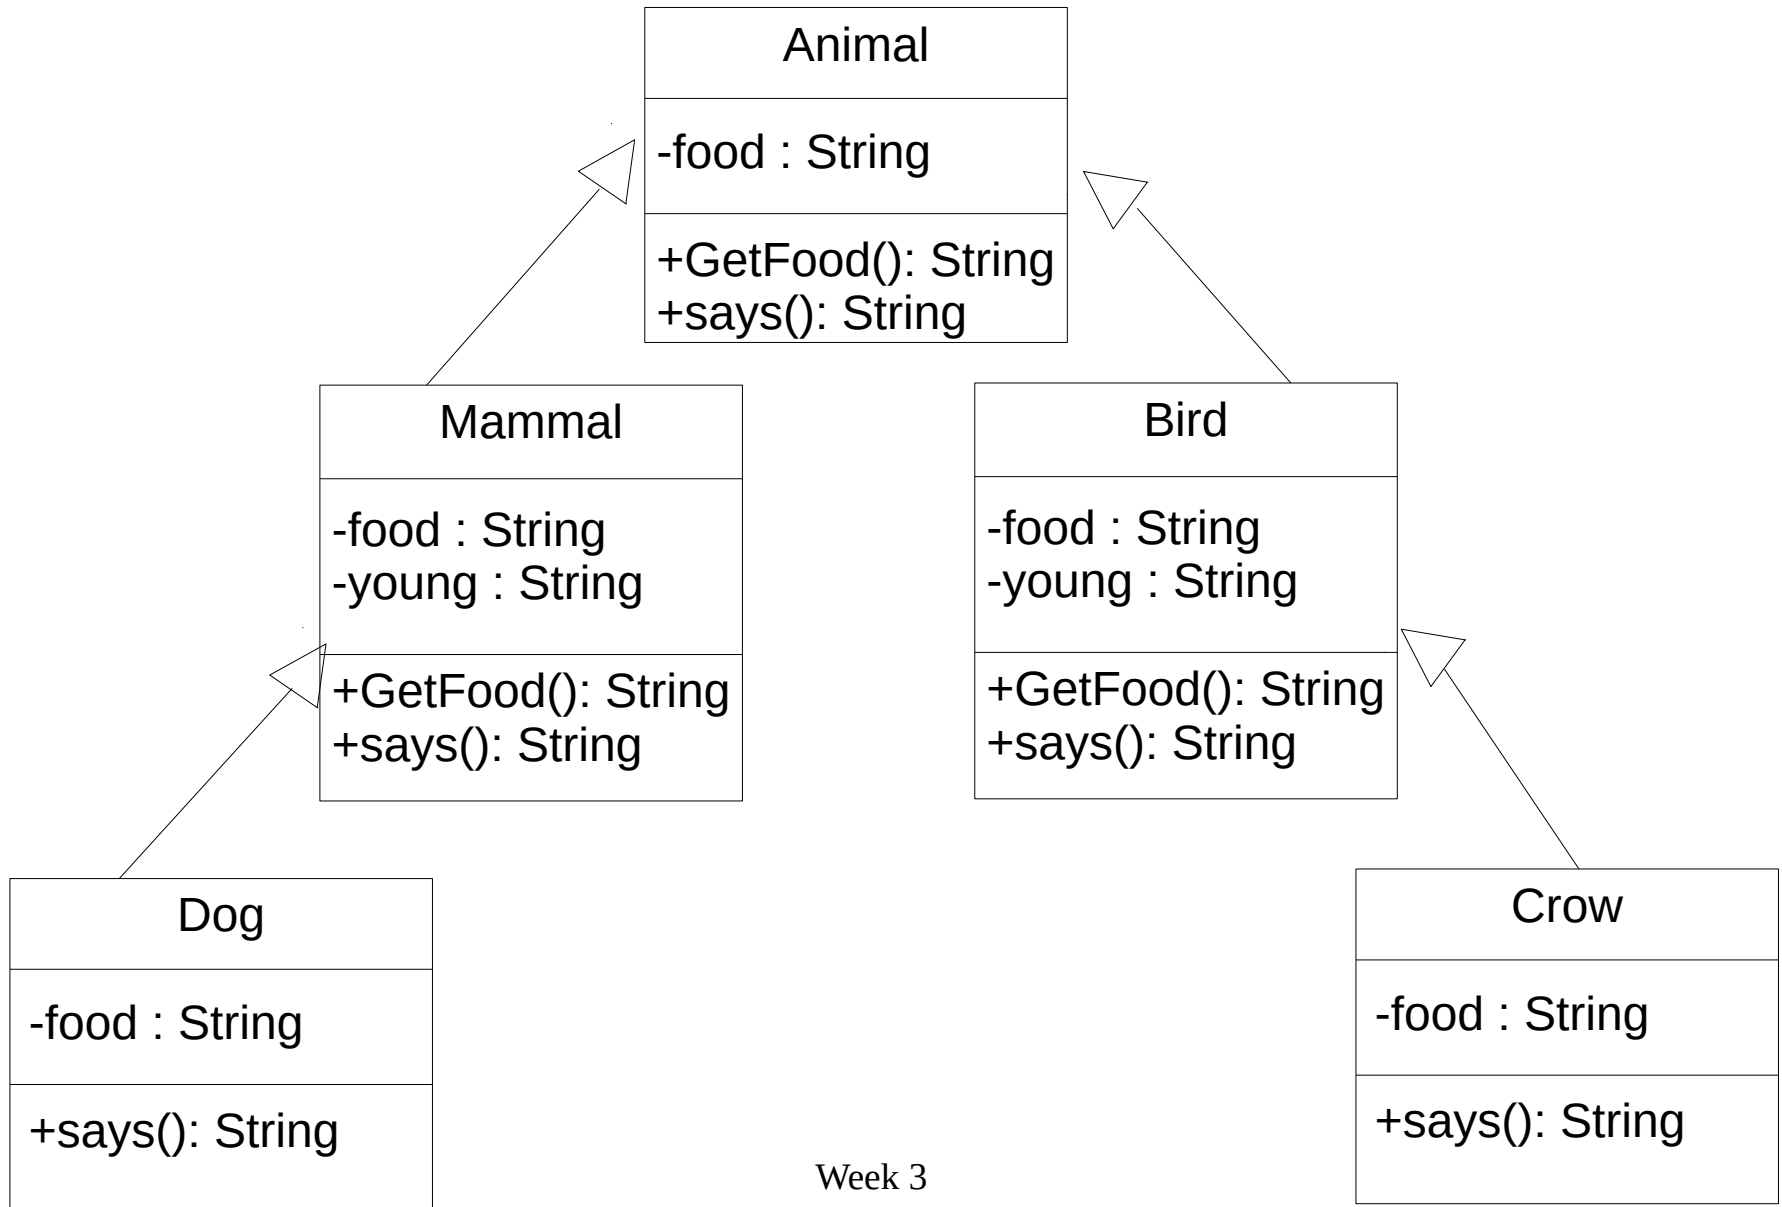 Animal
-food : String
+GetFood(): String
+says(): String
Mammal
-food : String
-young : String
+GetFood(): String
+says(): String
Bird
-food : String
-young : String
+GetFood(): String
+says(): String
Dog
-food : String
+says(): String
Crow
-food : String
+says(): String
Week 3